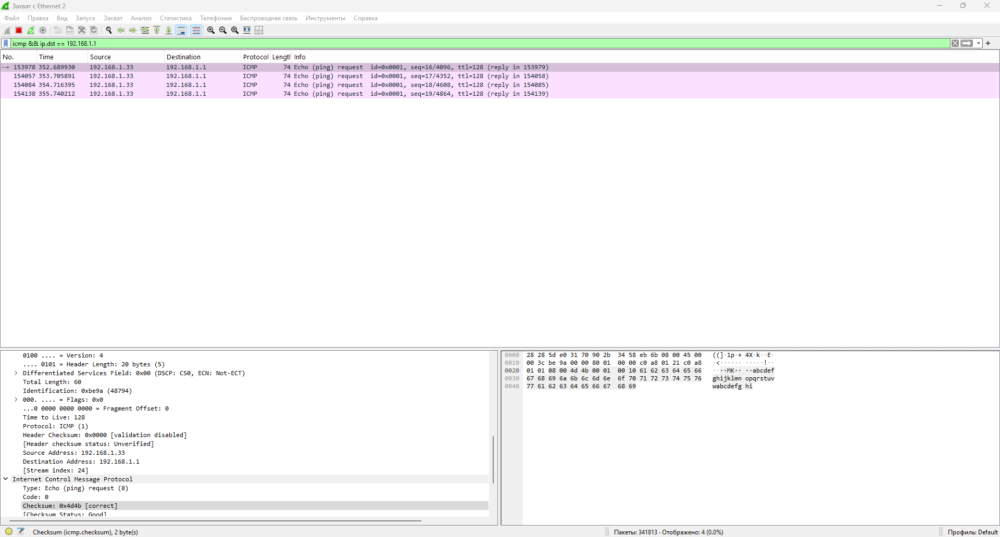 Захват с Ethernet 2
Файл Правка Вид Запуск Захват Анализ Статистика Телефония Беспроводная связь Инструменты Справка
icmp && ip.dst == 192.168.1.1
No. Time Source Destination Protocol Lengtl Info
153978 352.689930 192.168.1.33 192.168.1.1 ICMP 74 Echo (ping) request id=0x0001, seq=16/4096, ttl=128 (reply in 153979)
154057 353.705891 192.168.1.33 192.168.1.1 ICMP 74 Echo (ping) request id=0x0001, seq=17/4352, ttl=128 (reply in 154058)
154084 354.716395 192.168.1.33 192.168.1.1 ICMP 74 Echo (ping) request id=0x0001, seq=18/4608, ttl=128 (reply in 154085)
154138 355.740212 192.168.1.33 192.168.1.1 ICMP 74 Echo (ping) request id=0x0001, seq=19/4864, ttl=128 (reply in 154139)
0100 .... = Version: 4
.... 0101 = Header Length: 20 bytes (5)
Differentiated Services Field: 0x00 (DSCP: CS0, ECN: Not-ECT)
Total Length: 60
Identification: 0xbe9a (48794)
000. .... = Flags: 0x0
...0 0000 0000 0000 = Fragment Offset: 0
Time to Live: 128
Protocol: ICMP (1)
Header Checksum: 0x0000 [validation disabled]
[Header checksum status: Unverified]
Source Address: 192.168.1.33
Destination Address: 192.168.1.1
[Stream index: 24]
Internet Control Message Protocol
Type: Echo (ping) request (8)
Code: 0
Checksum: 0x4d4b [correct]
[Checksum Status: Good]
0000 28 28 5d e0 31 70 90 2b 34 58 eb 6b 08 00 45 00 ((]·1p·+ 4X·k··E·
0010 00 3c be 9a 00 00 80 01 00 00 c0 a8 01 21 c0 a8 ·<······ ·····!··
0020 01 01 08 00 4d 4b 00 01 00 10 61 62 63 64 65 66 ····MK·· ··abcdef
0030 67 68 69 6a 6b 6c 6d 6e 6f 70 71 72 73 74 75 76 ghijklmn opqrstuv
0040 77 61 62 63 64 65 66 67 68 69 wabcdefg hi
Checksum (icmp.checksum), 2 byte(s)
Пакеты: 341813 · Отображено: 4 (0.0%)
Профиль: Default